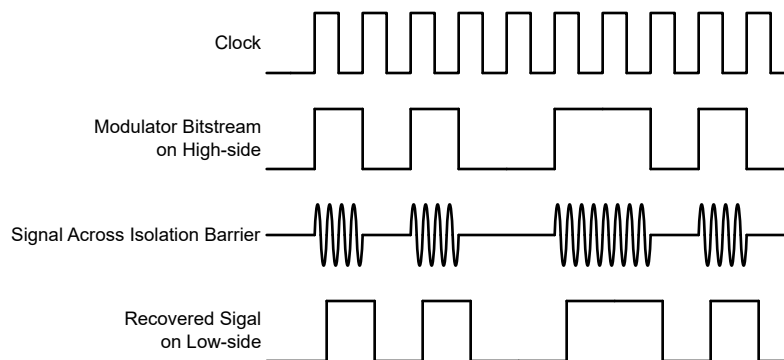 Clock
Modulator Bitstream
on High-side
Signal Across Isolation Barrier
Recovered Sigal
on Low-side